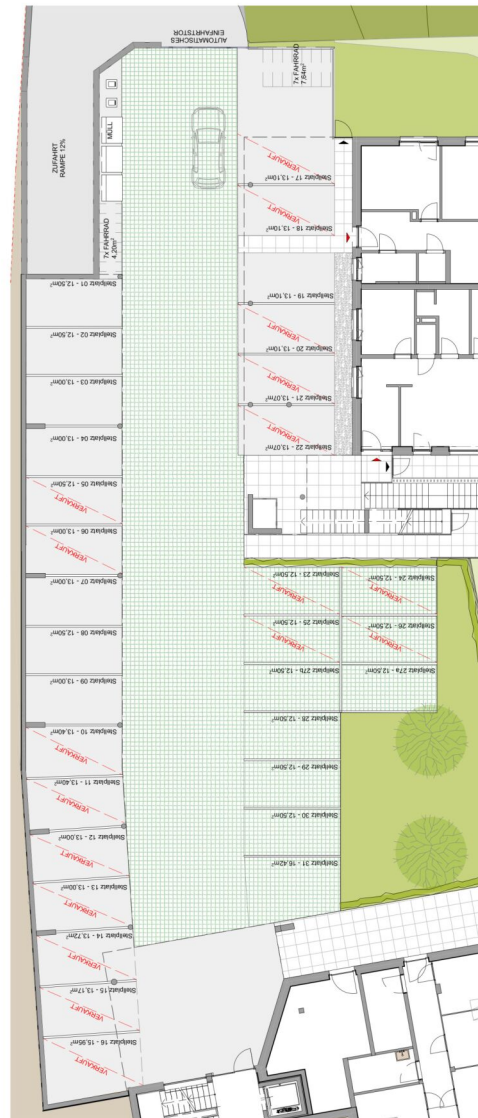 AUTOMATISCHES
EINFAHRTSTOR
7x FAHRRAD
7,64m²
ZUFAHRT
RAMPE 12%
MÜLL
7x FAHRRAD
4,20m²
Stellplatz 01 - 12,50m²
Stellplatz 02 - 12,50m²
Stellplatz 03 - 13,00m²
Stellplatz 04 - 13,00m²
Stellplatz 05 - 12,50m²
VERKAUFT
Stellplatz 06 - 13,00m²
VERKAUFT
Stellplatz 07 - 13,00m²
Stellplatz 08 - 12,50m²
Stellplatz 09 - 13,00m²
Stellplatz 10 - 13,40m²
VERKAUFT
Stellplatz 11 - 13,40m²
VERKAUFT
Stellplatz 12 - 13,00m²
VERKAUFT
Stellplatz 13 - 13,00m²
VERKAUFT
Stellplatz 14 - 13,72m²
VERKAUFT
Stellplatz 15 - 13,17m²
VERKAUFT
Stellplatz 16 - 15,95m²
VERKAUFT
VERKAUFT
Stellplatz 17 - 13,10m²
VERKAUFT
Stellplatz 18 - 13,10m²
Stellplatz 19 - 13,10m²
VERKAUFT
Stellplatz 20 - 13,10m²
VERKAUFT
Stellplatz 21 - 13,07m²
VERKAUFT
Stellplatz 22 - 13,07m²
Stellplatz 23 - 12,50m²
VERKAUFT
Stellplatz 24 - 12,50m²
VERKAUFT
Stellplatz 25 - 12,50m²
VERKAUFT
Stellplatz 26 - 12,50m²
VERKAUFT
Stellplatz 27b - 12,50m²
Stellplatz 27a - 12,50m²
Stellplatz 28 - 12,50m²
Stellplatz 29 - 12,50m²
Stellplatz 30 - 12,50m²
Stellplatz 31 - 16,42m²